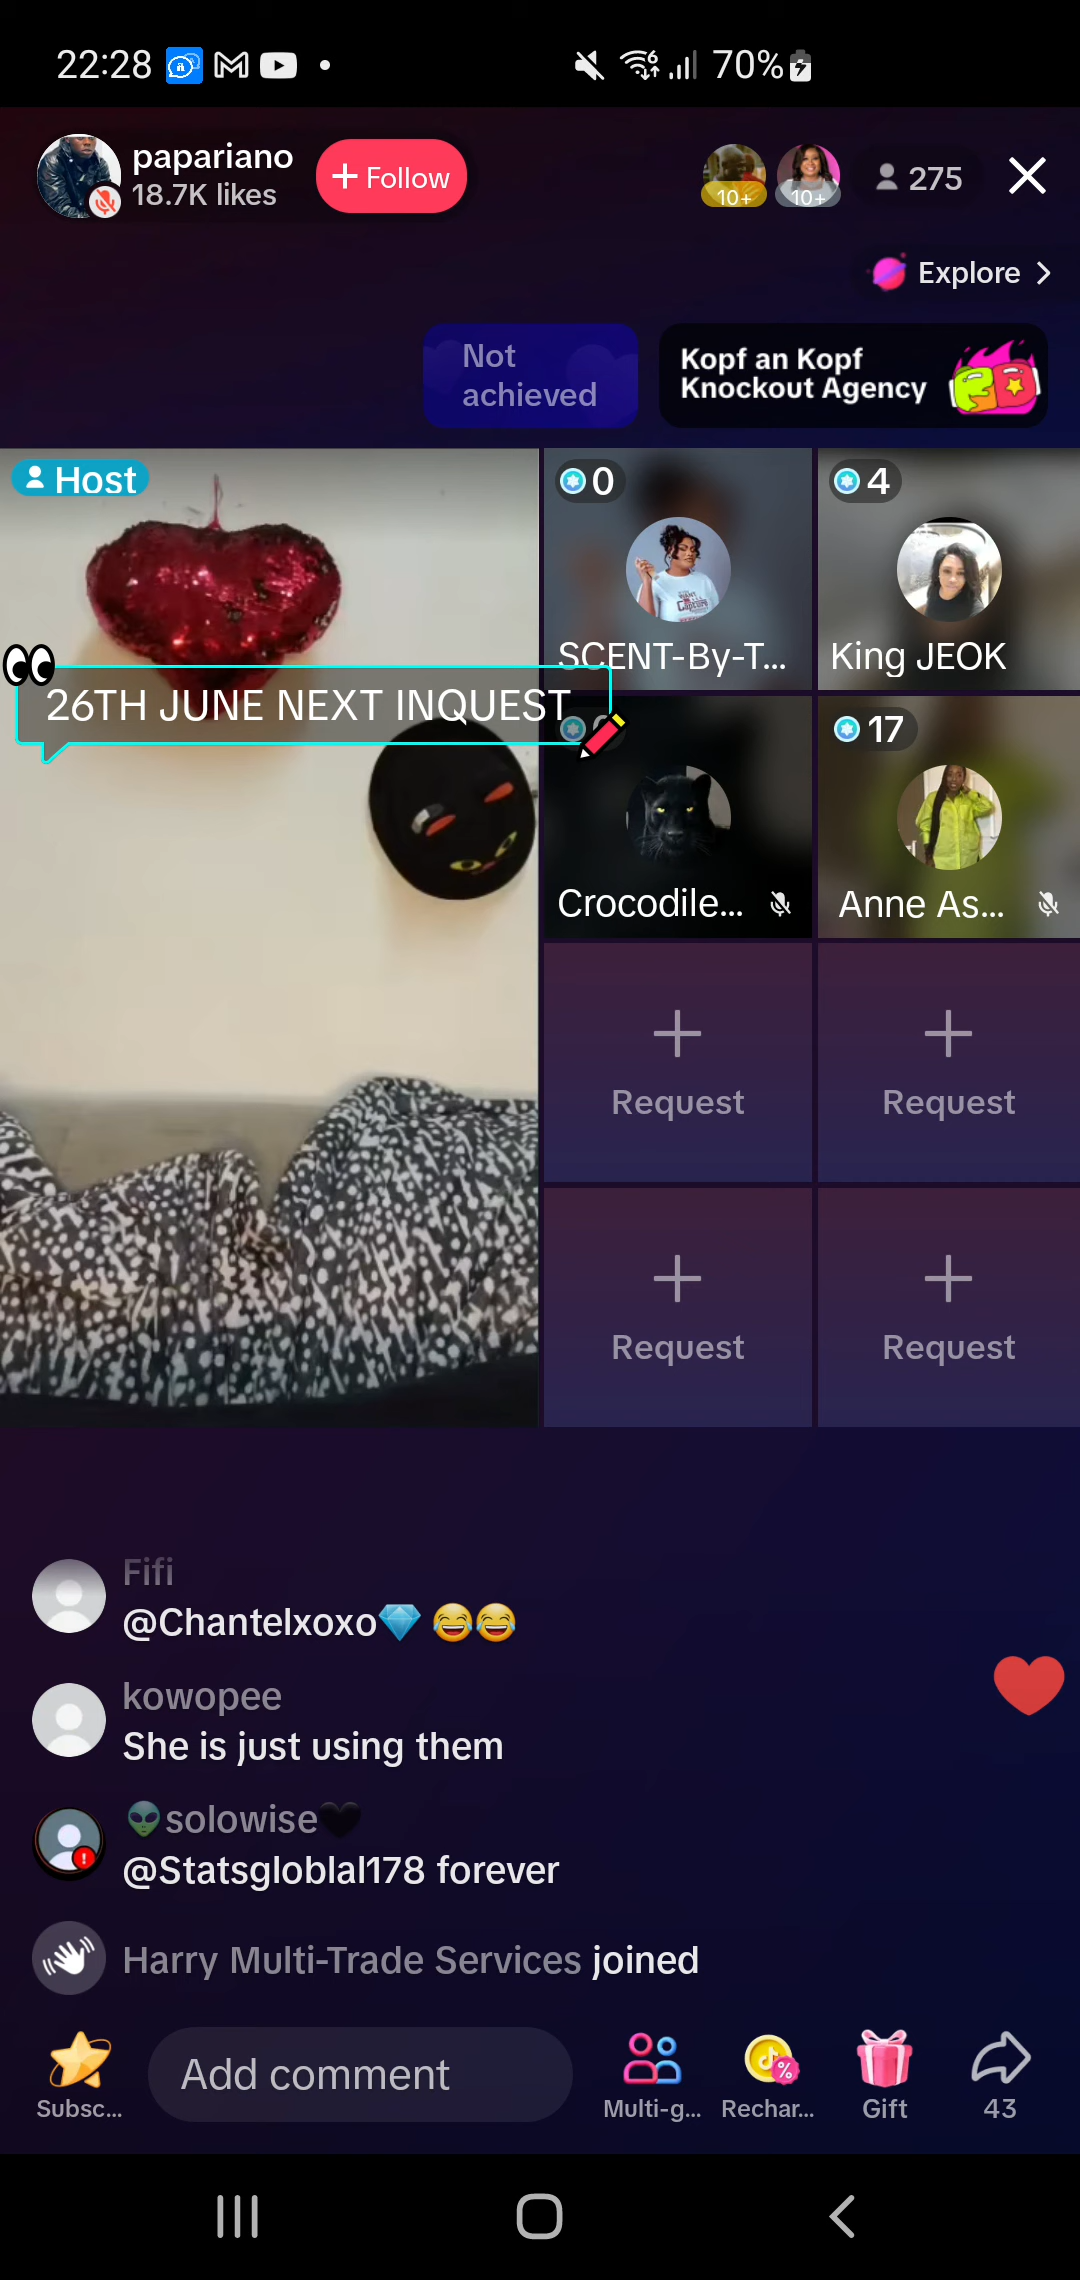 22:28
70%
papariano
18.7K likes
+ Follow
10+
10+
275
Explore
Not
achieved
Kopf an Kopf
Knockout Agency
Host
0
4
SCENT-By-T...
King JEOK
26TH JUNE NEXT INQUEST
17
Crocodile...
Anne As...
Request
Request
Request
Request
Fifi
@Chantelxoxo💎 😂😂
kowopee
She is just using them
👽solowise🖤
@Statsgloblal178 forever
Harry Multi-Trade Services joined
Subsc...
Add comment
Multi-g...
Rechar...
Gift
43